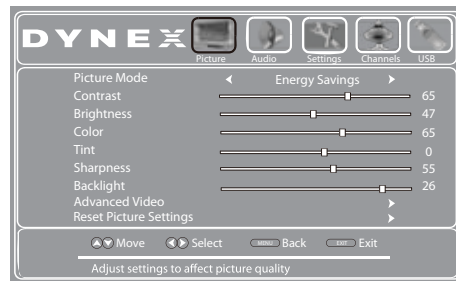 DYNEX
Picture Audio Settings Channels USB
Picture Mode Energy Savings
Contrast 65
Brightness 47
Color 65
Tint 0
Sharpness 55
Backlight 26
Advanced Video
Reset Picture Settings
Move Select MENU Back EXIT Exit
Adjust settings to affect picture quality